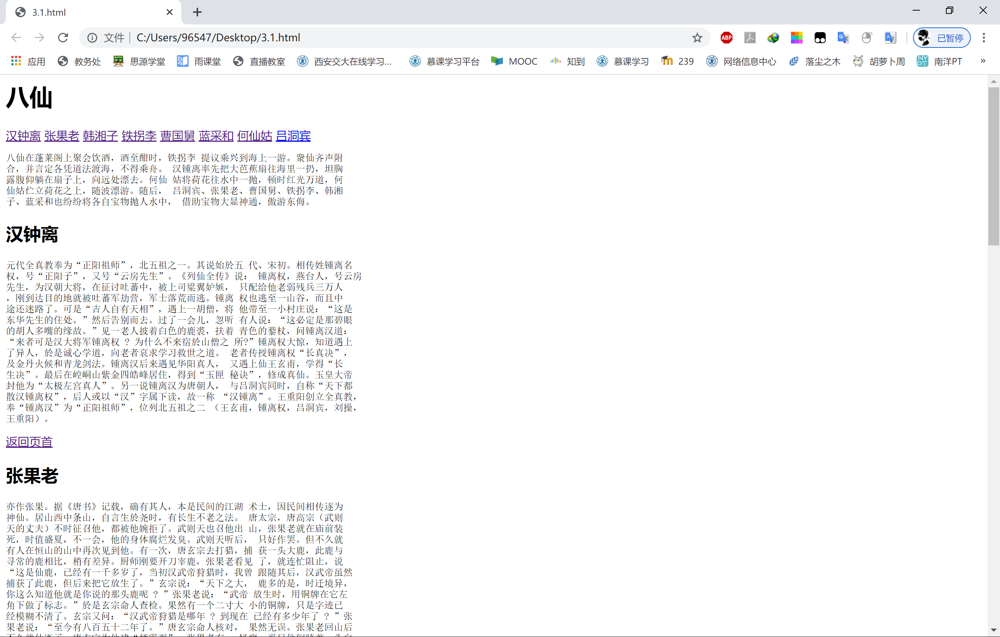 3.1.html
文件 C:/Users/96547/Desktop/3.1.html
ABP
已暂停
应用 教务处 思源学堂 雨课堂 直播教室 西安交大在线学习... 慕课学习平台 MOOC 知到 慕课学习 239 网络信息中心 落尘之木 胡萝卜周 南洋PT »
八仙
汉钟离 张果老 韩湘子 铁拐李 曹国舅 蓝采和 何仙姑 吕洞宾
八仙在蓬莱阁上聚会饮酒，酒至酣时，铁拐李 提议乘兴到海上一游。衆仙齐声附
合，并言定各凭道法渡海，不得乘舟。 汉锺离率先把大芭蕉扇往海里一扔，坦胸
露腹仰躺在扇子上，向远处漂去。何仙 姑将荷花往水中一抛，顿时红光万道，何
仙姑伫立荷花之上，随波漂游。随后， 吕洞宾、张果老、曹国舅、铁拐李、韩湘
子、蓝采和也纷纷将各自宝物抛人水中， 借助宝物大显神通，傲游东侮。
汉钟离
元代全真教奉为“正阳祖师”，北五祖之一。其说始於五 代、宋初。相传姓锺离名
权，号“正阳子”，又号“云房先生”。《列仙全传》说： 锺离权，燕台人，号云房
先生，为汉朝大将，在征讨吐蕃中，被上司粱翼妒嫉， 只配给他老弱残兵三万人
，刚到达目的地就被吐蕃军劫营，军士落荒而逃。锺离 权也逃至一山谷，而且中
途还迷路了。可是“吉人自有天相”，遇上一胡僧，将 他带至一小村庄说：“这是
东华先生的住处。”然后告别而去。过了一会儿，忽听 有人说：“这必定是那碧眼
的胡人多嘴的缘故。”见一老人披着白色的鹿裘，扶着 青色的藜杖，问锺离汉道：
“来者可是汉大将军锺离权 ? 为什么不来宿於山僧之 所?”锺离权大惊，知道遇上
了异人，於是诚心学道，向老者哀求学习救世之道。 老者传授锺离权“长真决”，
及金丹火候和青龙剑法。锺离汉后来遇见华阳真人， 又遇上仙王玄甫，学得“长
生决”。最后在崆峒山紫金四皓峰居住，得到“玉匣 秘诀”，修成真仙。玉皇大帝
封他为“太极左宫真人”。另一说锺离汉为唐朝人， 与吕洞宾同时，自称“天下都
散汉锺离权”，后人或以“汉”字属下读，故一称 “汉锺离”。王重阳创立全真教，
奉“锺离汉”为“正阳祖师”，位列北五祖之二 （王玄甫，锺离权，吕洞宾，刘操，
王重阳）。
返回页首
张果老
亦作张果。据《唐书》记载，确有其人，本是民间的江湖 术士，因民间相传逐为
神仙。居山西中条山，自言生於尧时，有长生不老之法。 唐太宗，唐高宗（武则
天的丈夫）不时征召他，都被他婉拒了。武则天也召他出 山，张果老就在庙前装
死，时值盛夏，不一会，他的身体腐烂发臭。武则天听后， 只好作罢。但不久就
有人在恒山的山中再次见到他。有一次，唐玄宗去打猎，捕 获一头大鹿，此鹿与
寻常的鹿相比，稍有差异。厨师刚要开刀宰鹿，张果老看见 了，就连忙阻止，说
“这是仙鹿，已经有一千多岁了，当初汉武帝狩猎时，我曾 跟随其后，汉武帝虽然
捕获了此鹿，但后来把它放生了。”玄宗说：“天下之大， 鹿多的是，时迁境异，
你这么知道他就是你说的那头鹿呢 ? ”张果老说：“武帝 放生时，用铜牌在它左
角下做了标志。”於是玄宗命人查检。果然有一个二寸大 小的铜牌，只是字迹已
经模糊不清了。玄宗又问：“汉武帝狩猎是哪年 ? 到现在 已经有多少年了 ? ”张
果老说：“至今有八百五十二年了。”唐玄宗命人核对， 果然无误。张果老回山后